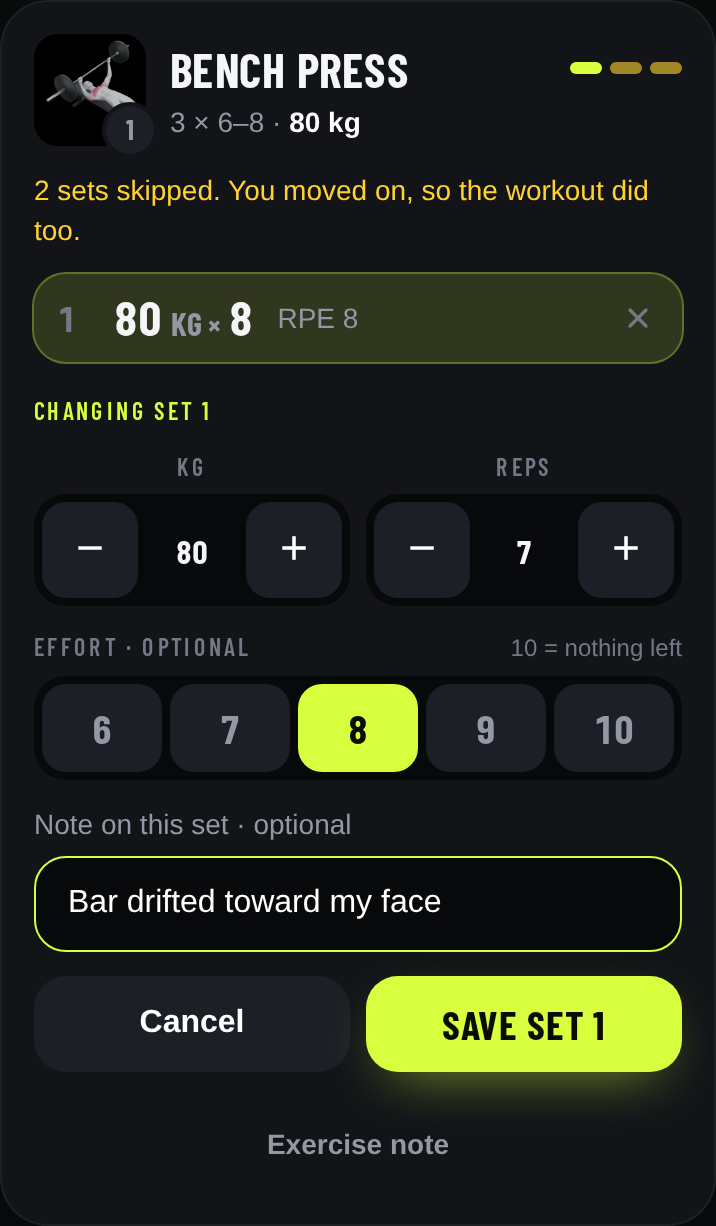 BENCH PRESS
3 × 6–8 · 80 kg
1
2 sets skipped. You moved on, so the workout did
too.
1 80 KG × 8 RPE 8 ×
CHANGING SET 1
KG REPS
− 80 + − 7 +
EFFORT · OPTIONAL 10 = nothing left
6 7 8 9 10
Note on this set · optional
Bar drifted toward my face
Cancel SAVE SET 1
Exercise note